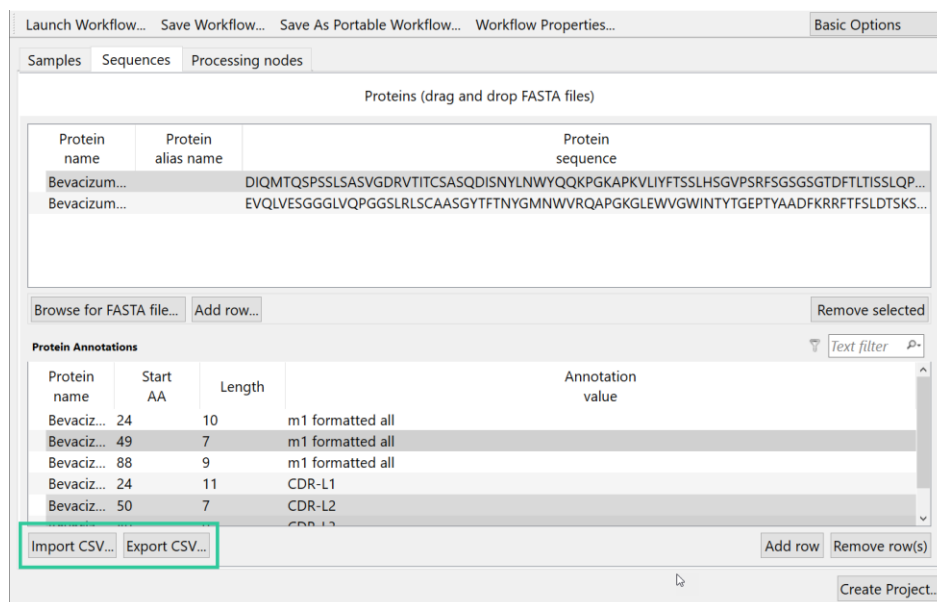 Launch Workflow... Save Workflow... Save As Portable Workflow... Workflow Properties... Basic Options
Samples Sequences Processing nodes
Proteins (drag and drop FASTA files)
Protein name Protein alias name Protein sequence
Bevacizum... DIQMTQSPSSLSASVGDRVTITCSASQDISNYLNWYQQKPGKAPKVLIYFTSSLHSGVPSRFSGSGSGTDFTLTISSLQP...
Bevacizum... EVQLVESGGGLVQPGGSLRLSCAASGYTFTNYGMNWVRQAPGKGLEWVGWINTYTGEPTYAADFKRRFTFSLDTSKS...
Browse for FASTA file... Add row... Remove selected
Protein Annotations Text filter
Protein name Start AA Length Annotation value
Bevaciz... 24 10 m1 formatted all
Bevaciz... 49 7 m1 formatted all
Bevaciz... 88 9 m1 formatted all
Bevaciz... 24 11 CDR-L1
Bevaciz... 50 7 CDR-L2
Import CSV... Export CSV... Add row Remove row(s)
Create Project...